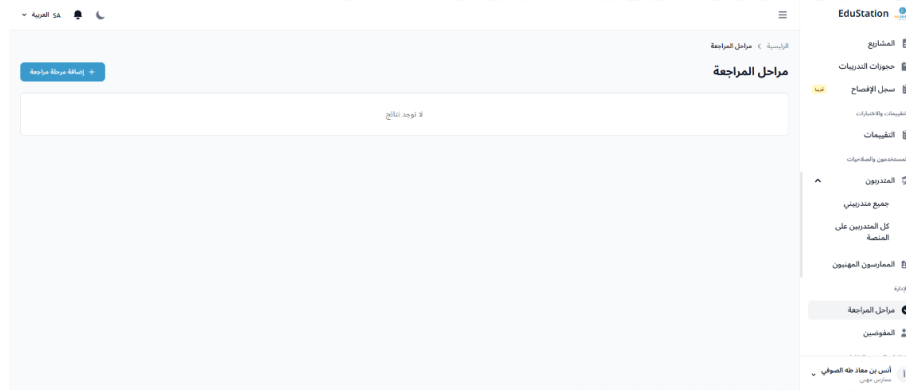 SA العربية
EduStation
الرئيسية
مراحل المراجعة
مراحل المراجعة
+ إضافة مرحلة مراجعة
لا توجد نتائج
المشاريع
حجوزات التدريبات
سجل الإفصاح
قريبا
التقييمات والاختبارات
التقييمات
المستخدمون والصلاحيات
المتدربون
جميع متدربيني
كل المتدربين على
المنصة
الممارسون المهنيون
الإدارة
مراحل المراجعة
المفوضين
أنس بن معاذ طه الصوفي
ممارس مهني